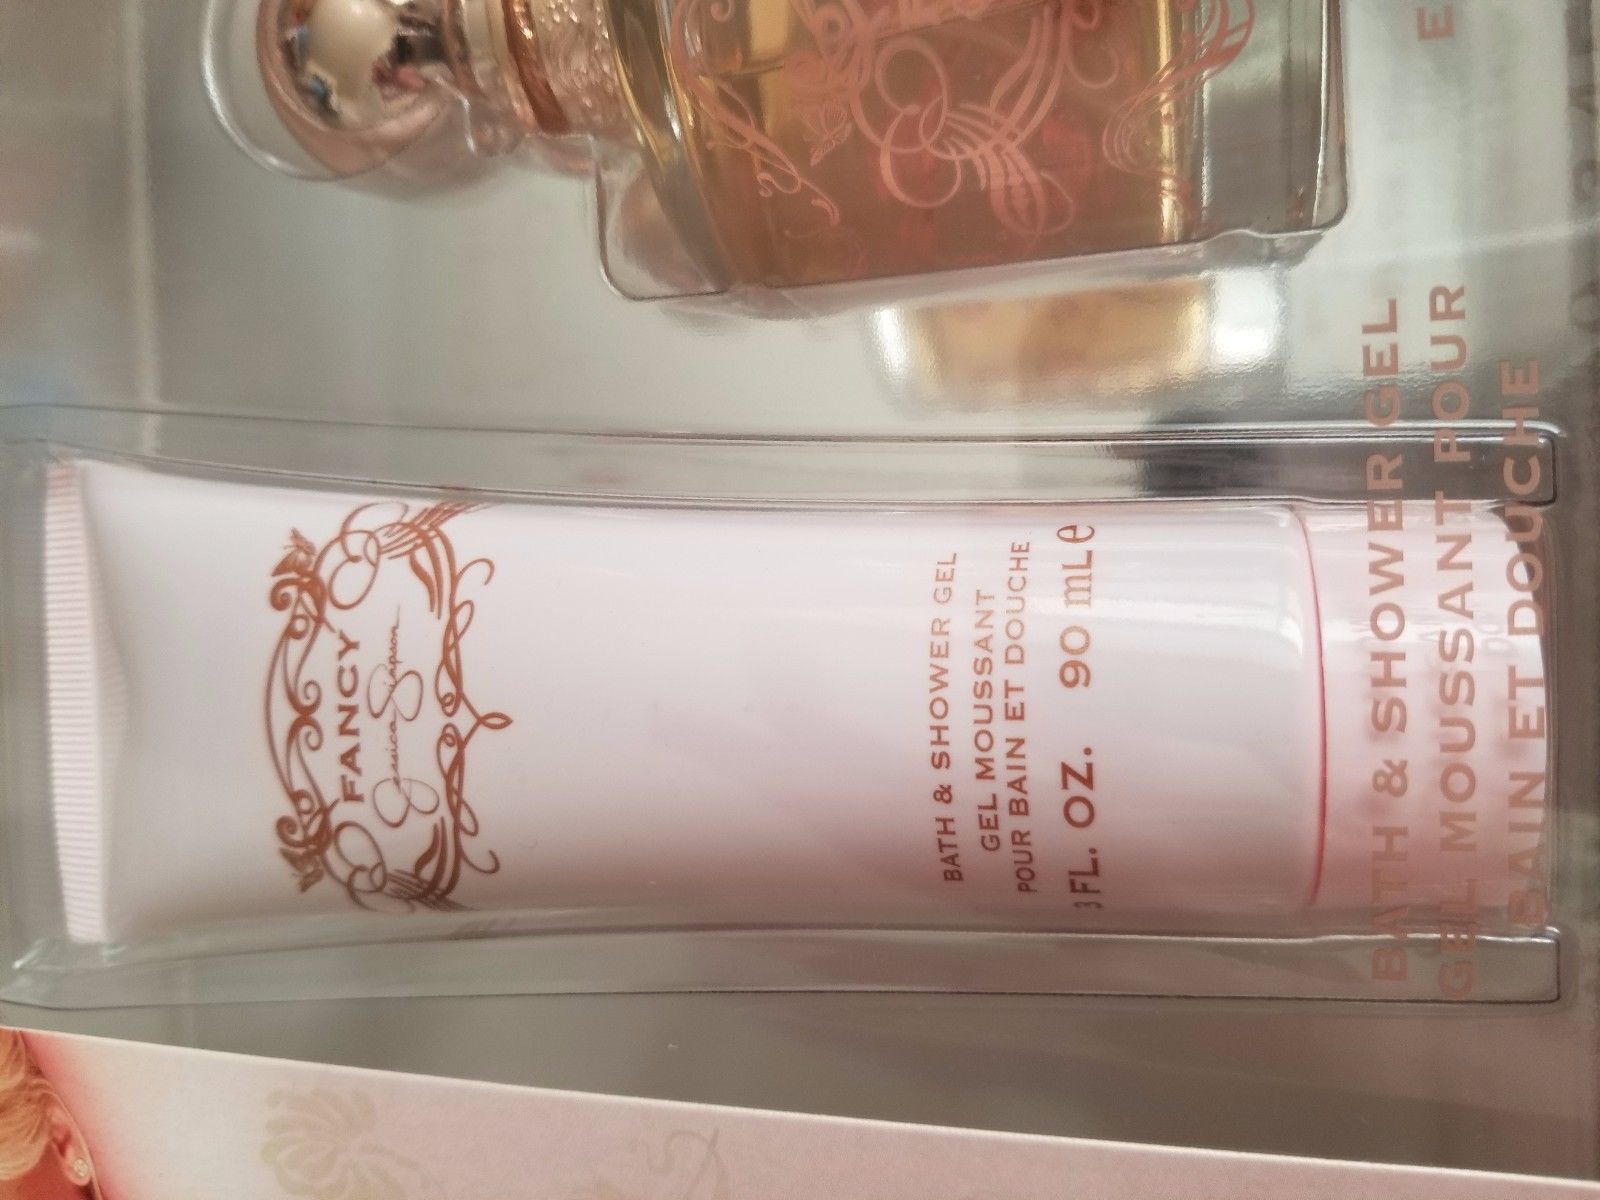 FANCY
Jessica Simpson
BATH & SHOWER GEL
GEL MOUSSANT
POUR BAIN ET DOUCHE
3 FL. OZ. 90 mL e
BATH & SHOWER GEL
GEL MOUSSANT POUR
BAIN ET DOUCHE
E